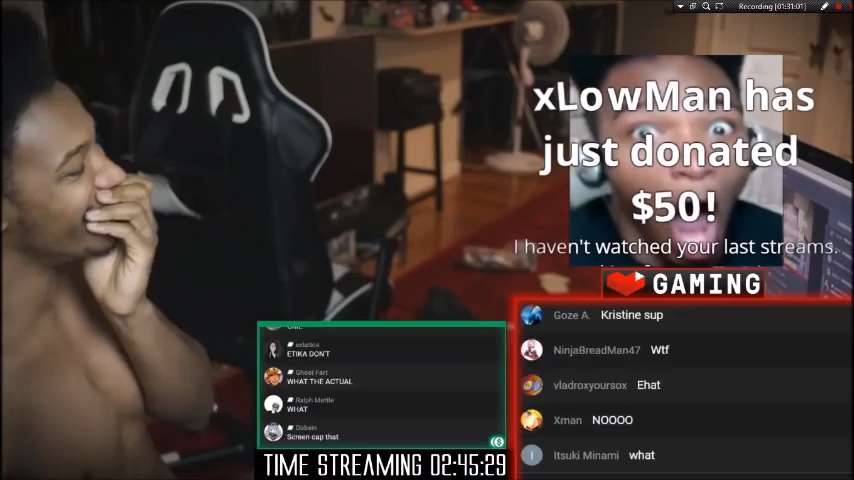 Recording [01:31:01]
xLowMan has
just donated
$50!
I haven't watched your last streams.
GAMING
Goze A. Kristine sup
NinjaBreadMan47 Wtf
vladroxyoursox Ehat
Xman NOOOO
Itsuki Minami what
ETIKA DON'T
Ghost Fart
WHAT THE ACTUAL
Ralph Mottle
WHAT
Dobsin
Screen cap that
TIME STREAMING 02:45:29